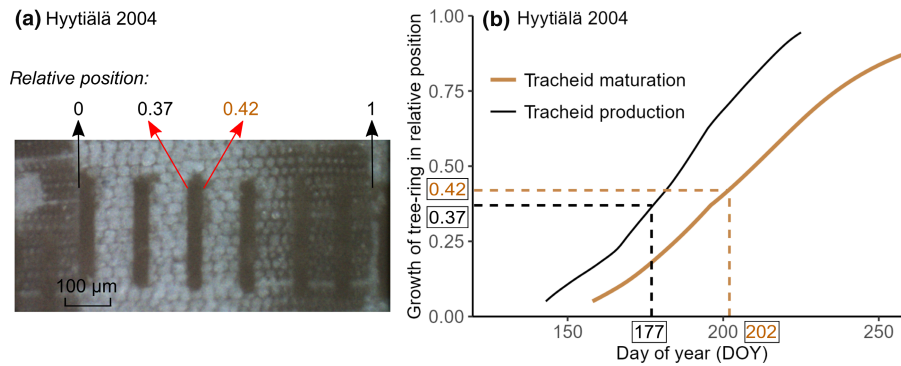 (a) Hyytiälä 2004
Relative position:
0
0.37
0.42
1
100 µm
(b) Hyytiälä 2004
Growth of tree-ring in relative position
1.00
0.75
0.50
0.42
0.37
0.25
0.00
Tracheid maturation
Tracheid production
150
177
200
202
250
Day of year (DOY)